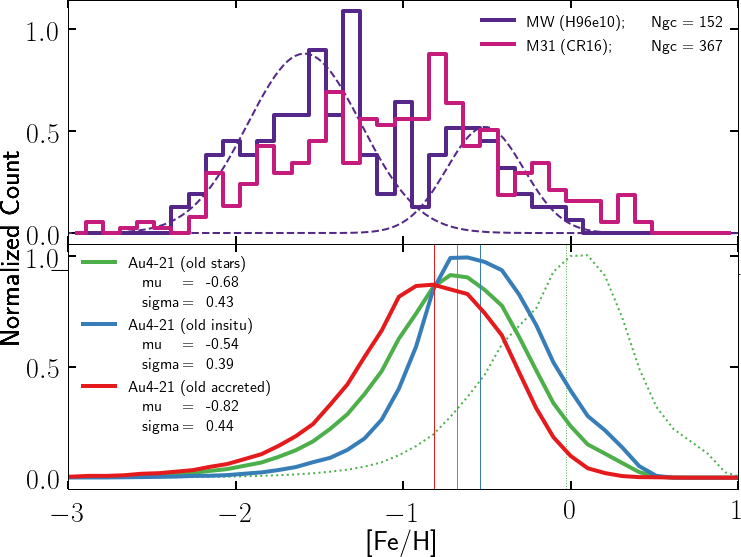 MW (H96e10); Ngc = 152
M31 (CR16); Ngc = 367
1.0
0.5
0.0
Normalized Count
1.0
0.5
0.0
Au4-21 (old stars)
mu = -0.68
sigma = 0.43
Au4-21 (old insitu)
mu = -0.54
sigma = 0.39
Au4-21 (old accreted)
mu = -0.82
sigma = 0.44
−3 −2 −1 0 1
[Fe/H]